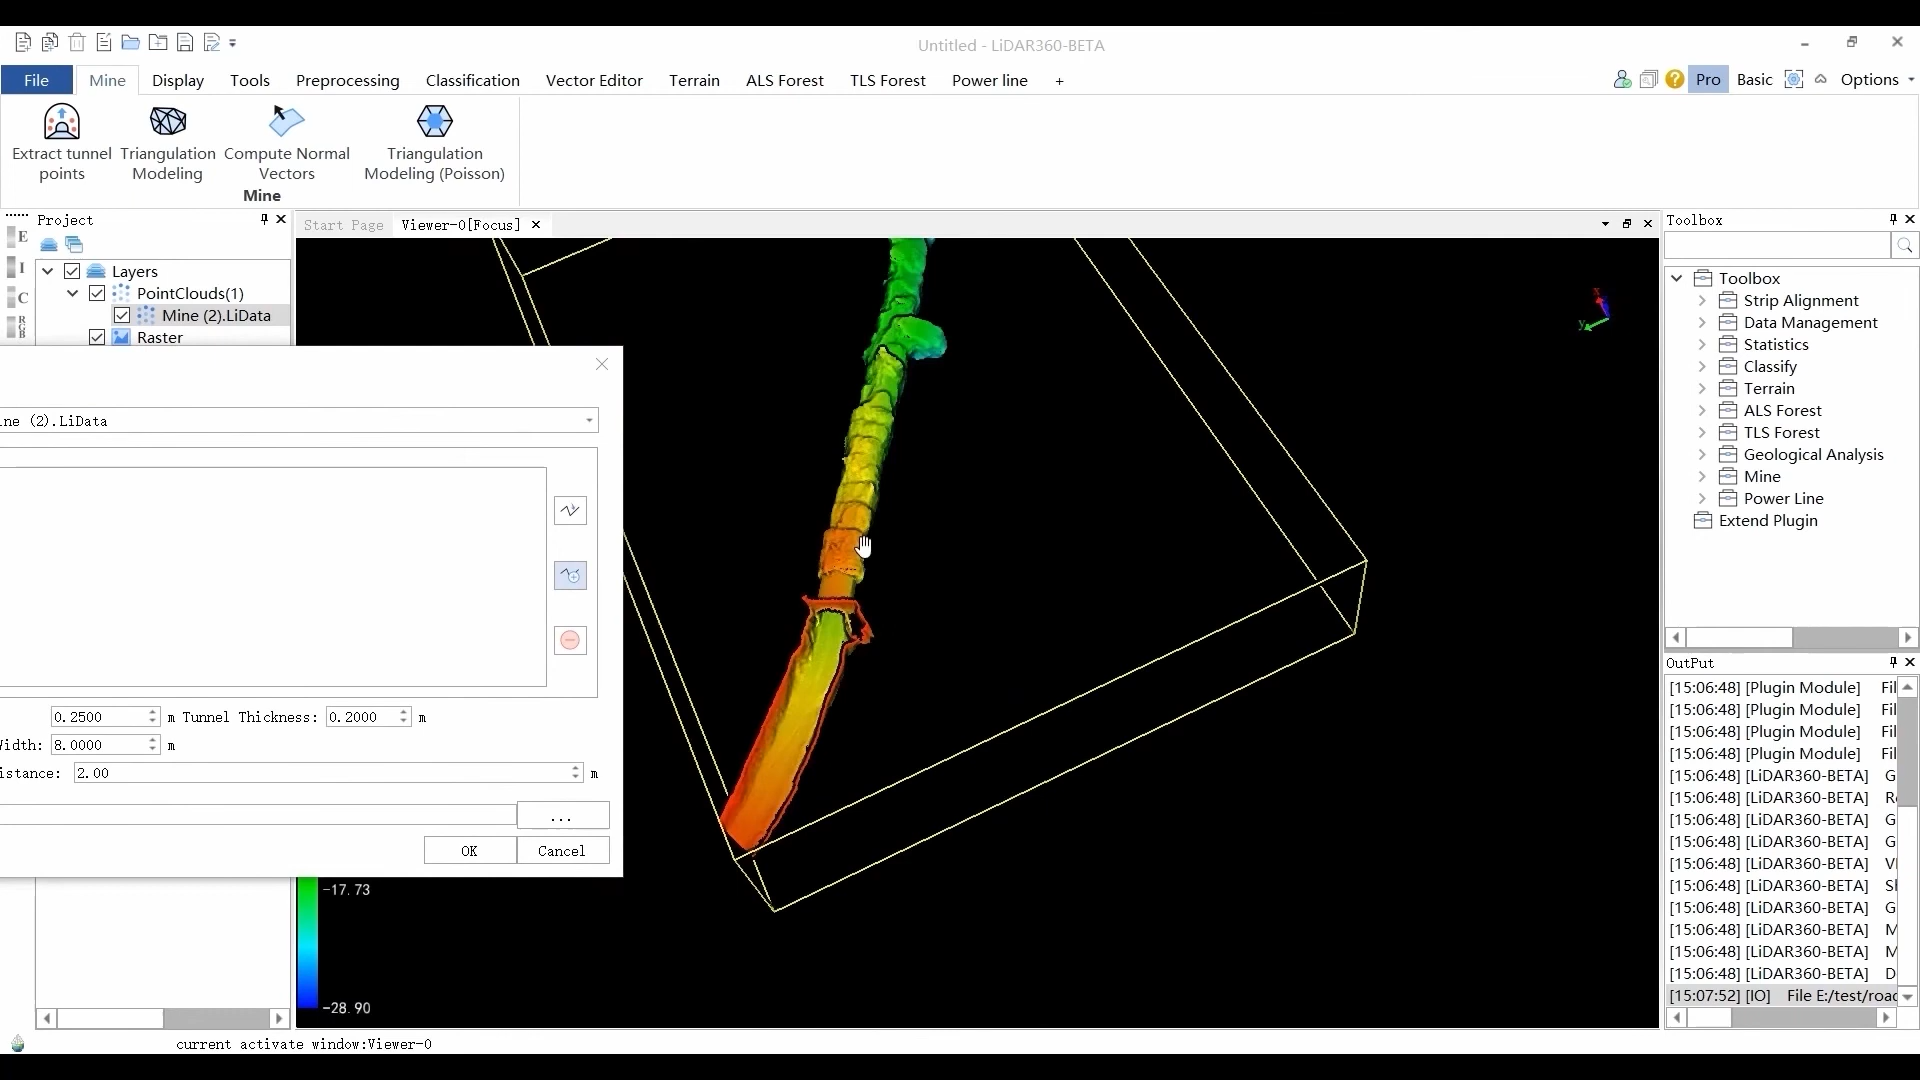 Untitled - LiDAR360-BETA
File Mine Display Tools Preprocessing Classification Vector Editor Terrain ALS Forest TLS Forest Power line +
Pro Basic Options
Extract tunnel points
Triangulation Modeling
Compute Normal Vectors
Triangulation Modeling (Poisson)
Mine
Project
E
I
C
RGB
Layers
PointClouds(1)
Mine (2).LiData
Raster
Start Page Viewer-0[Focus]
ine (2).LiData
0.2500 m Tunnel Thickness: 0.2000 m
Width: 8.0000 m
istance: 2.00 m
...
OK Cancel
-17.73
-28.90
x
y
Toolbox
Toolbox
Strip Alignment
Data Management
Statistics
Classify
Terrain
ALS Forest
TLS Forest
Geological Analysis
Mine
Power Line
Extend Plugin
OutPut
[15:06:48] [Plugin Module] Fil
[15:06:48] [Plugin Module] Fil
[15:06:48] [Plugin Module] Fil
[15:06:48] [Plugin Module] Fil
[15:06:48] [LiDAR360-BETA] G
[15:06:48] [LiDAR360-BETA] R
[15:06:48] [LiDAR360-BETA] G
[15:06:48] [LiDAR360-BETA] G
[15:06:48] [LiDAR360-BETA] V
[15:06:48] [LiDAR360-BETA] S
[15:06:48] [LiDAR360-BETA] G
[15:06:48] [LiDAR360-BETA] M
[15:06:48] [LiDAR360-BETA] M
[15:06:48] [LiDAR360-BETA] D
[15:07:52] [IO] File E:/test/road
current activate window:Viewer-0